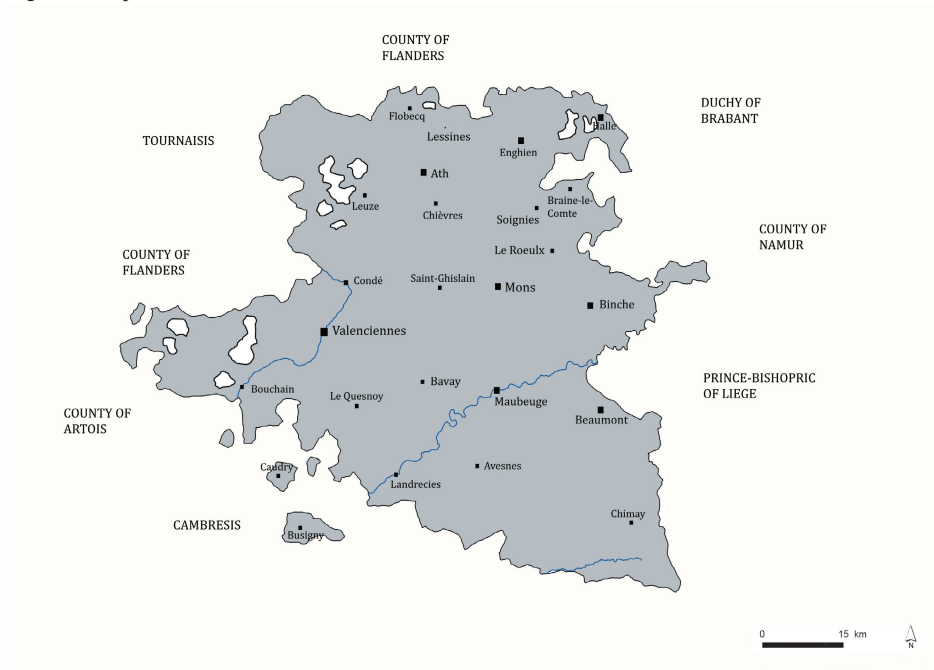 COUNTY OF
FLANDERS
DUCHY OF
BRABANT
TOURNAISIS
Flobecq
Lessines
Halle
Enghien
Ath
Leuze
Chièvres
Braine-le-
Comte
Soignies
COUNTY OF
NAMUR
Le Roeulx
COUNTY OF
FLANDERS
Condé
Saint-Ghislain
Mons
Binche
Valenciennes
Bouchain
Bavay
Le Quesnoy
Maubeuge
PRINCE-BISHOPRIC
OF LIEGE
COUNTY OF
ARTOIS
Beaumont
Caudry
Avesnes
Landrecies
CAMBRESIS
Busigny
Chimay
0 15 km
N